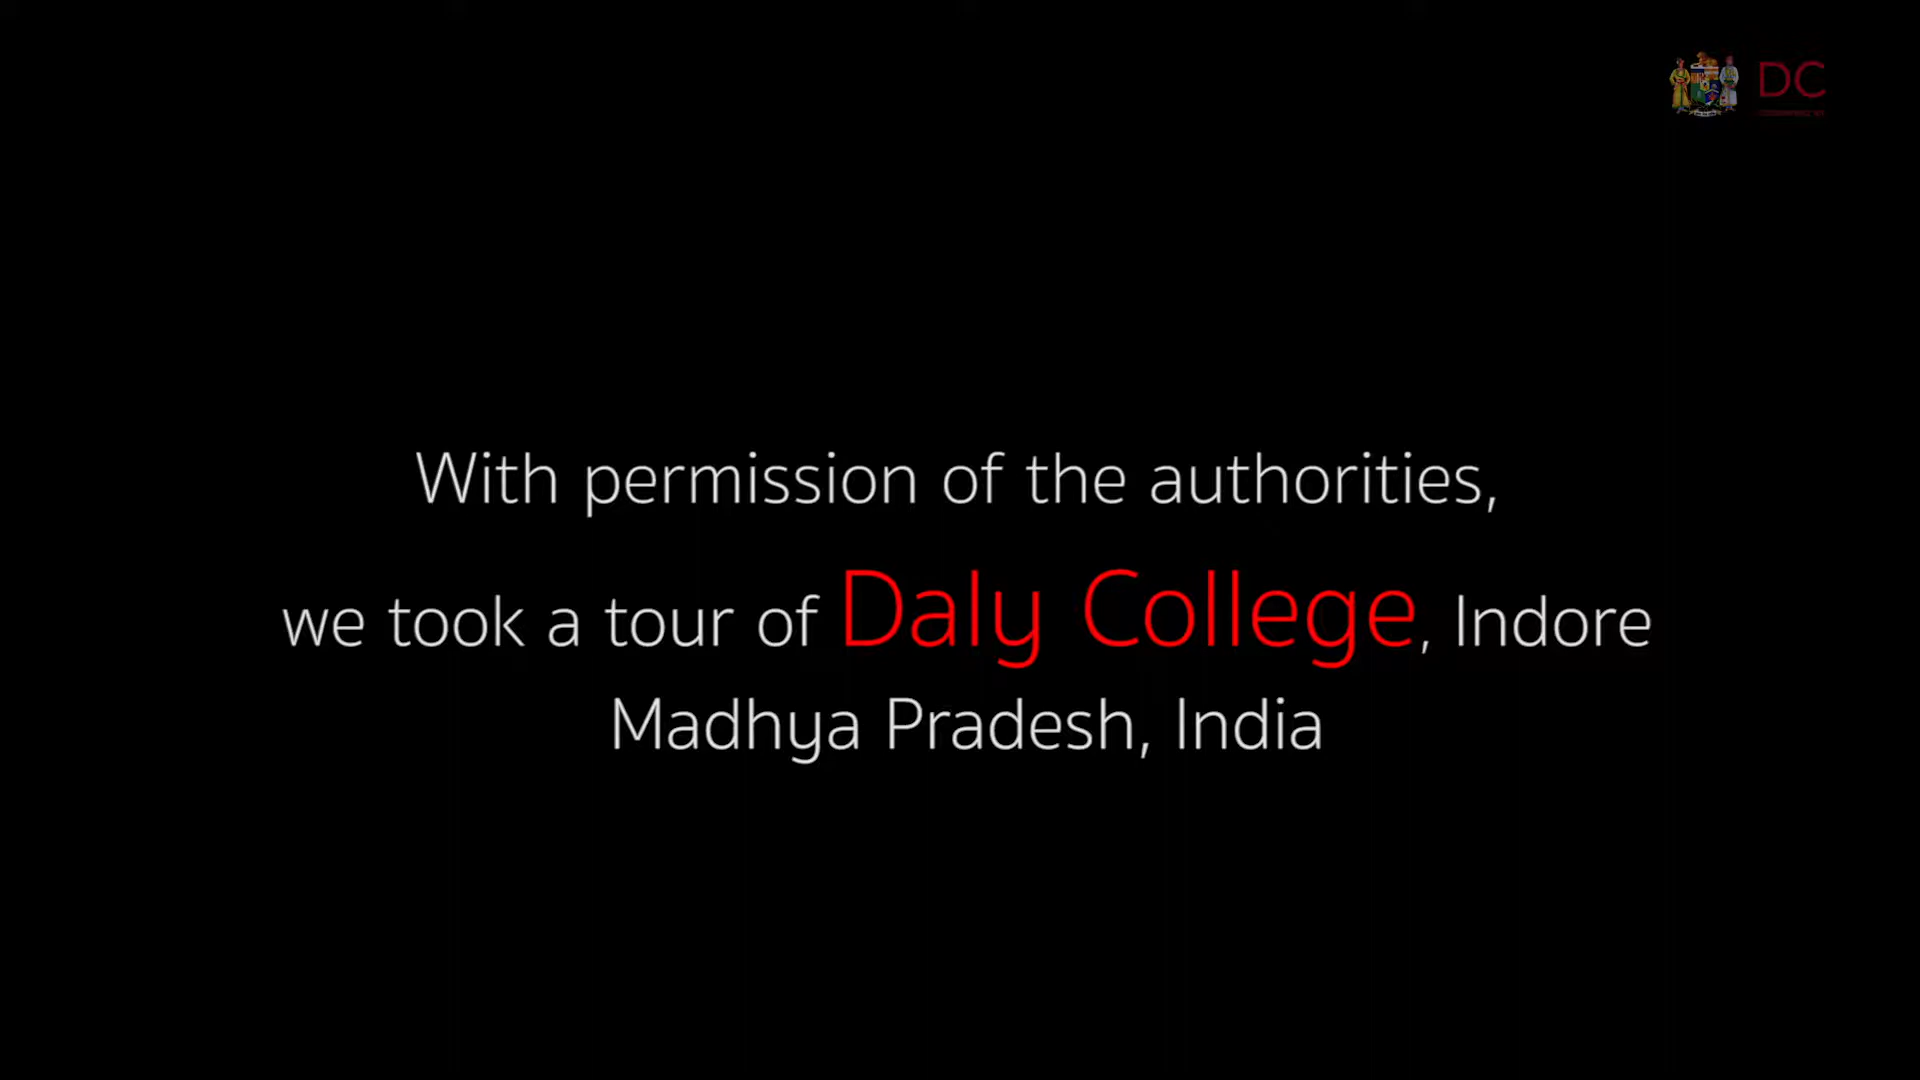 DC
With permission of the authorities,
we took a tour of Daly College, Indore
Madhya Pradesh, India